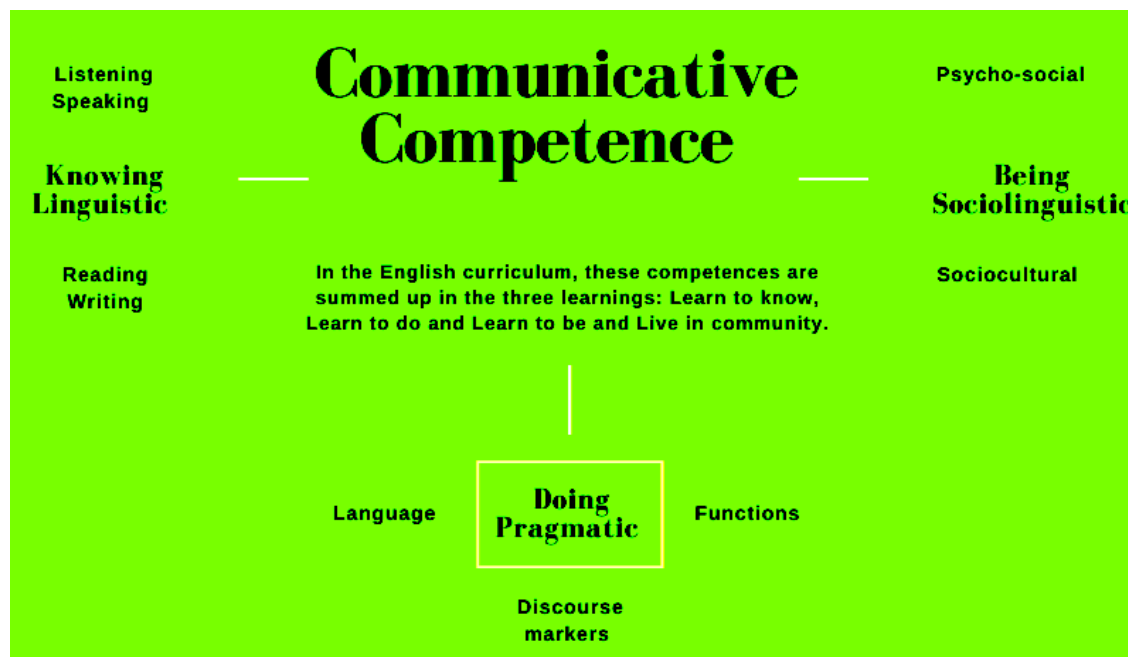 Communicative
Competence
Listening
Speaking
Knowing
Linguistic
Reading
Writing
Psycho-social
Being
Sociolinguistic
Sociocultural
In the English curriculum, these competences are
summed up in the three learnings: Learn to know,
Learn to do and Learn to be and Live in community.
Language
Doing
Pragmatic
Functions
Discourse
markers